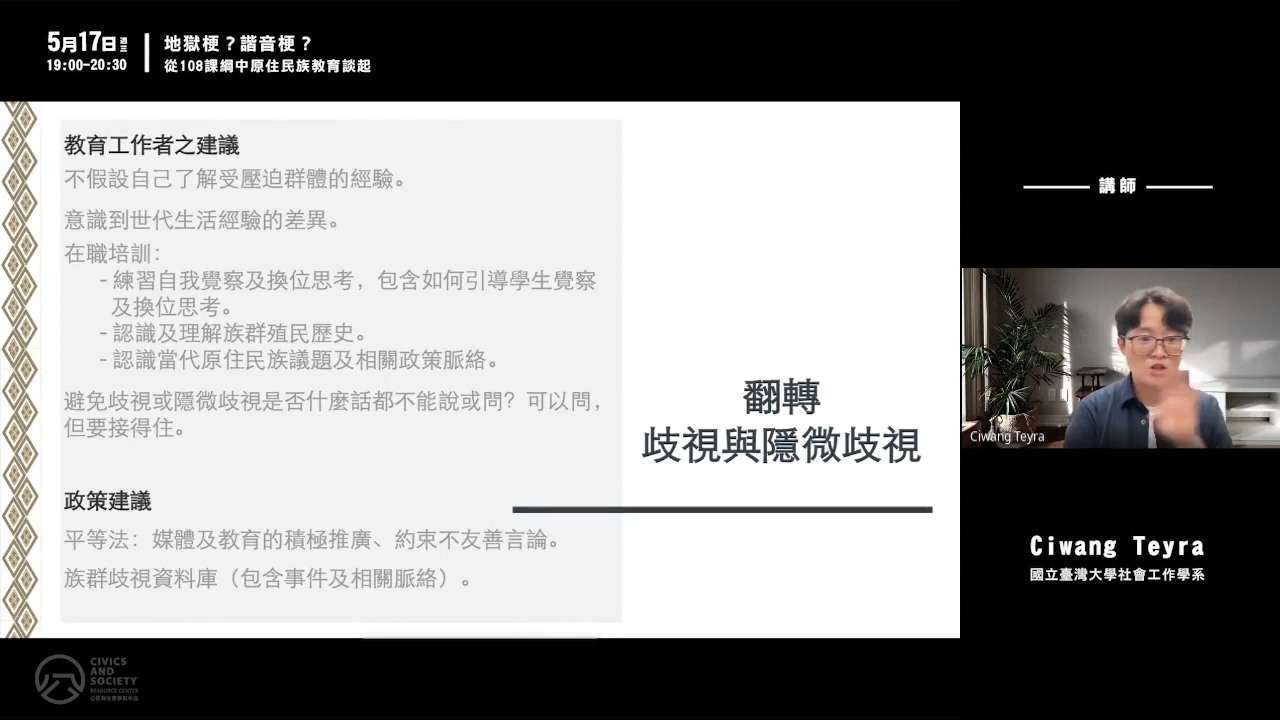 5月17日 週三
19:00-20:30
地獄梗？諧音梗？
從108課綱中原住民族教育談起
教育工作者之建議
不假設自己了解受壓迫群體的經驗。
意識到世代生活經驗的差異。
在職培訓：
- 練習自我覺察及換位思考，包含如何引導學生覺察
及換位思考。
- 認識及理解族群殖民歷史。
- 認識當代原住民族議題及相關政策脈絡。
避免歧視或隱微歧視是否什麼話都不能說或問？可以問，
但要接得住。
政策建議
平等法：媒體及教育的積極推廣、約束不友善言論。
族群歧視資料庫（包含事件及相關脈絡）。
翻轉
歧視與隱微歧視
講師
Ciwang Teyra
Ciwang Teyra
國立臺灣大學社會工作學系
CIVICS
AND
SOCIETY
RESOURCE CENTER
公民與社會學科中心